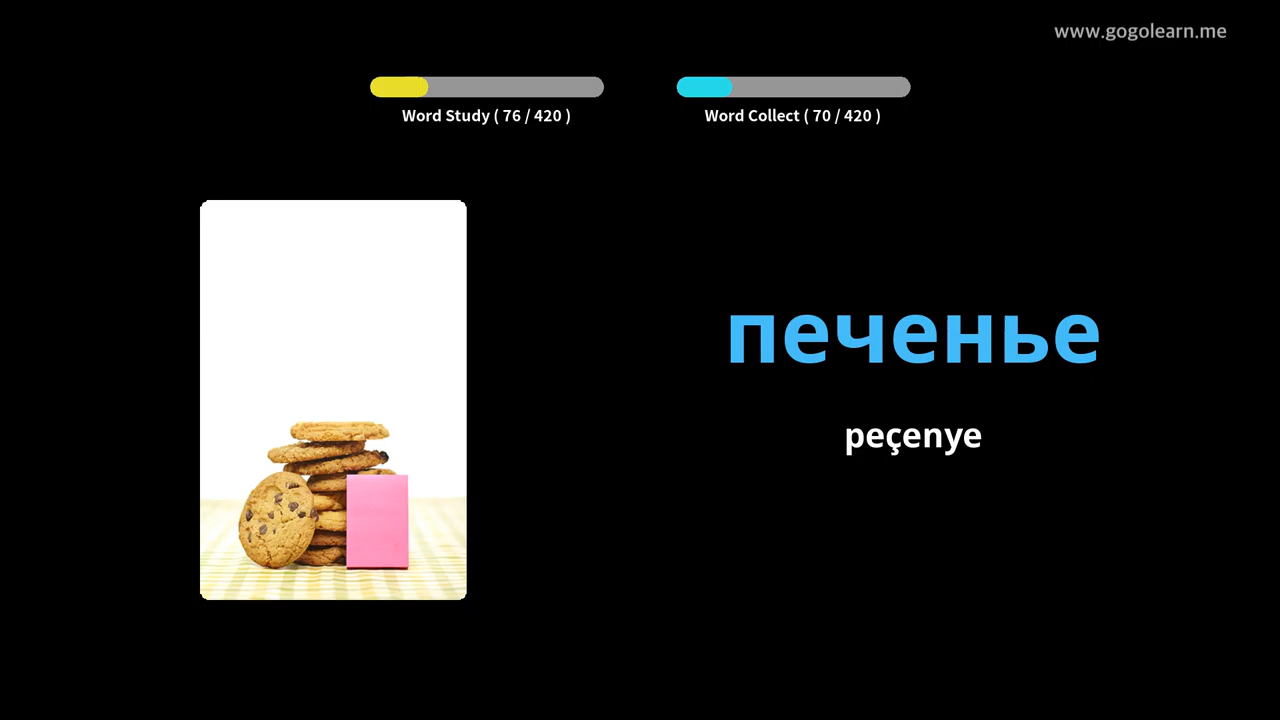 www.gogolearn.me
Word Study ( 76 / 420 )
Word Collect ( 70 / 420 )
печенье
peçenye